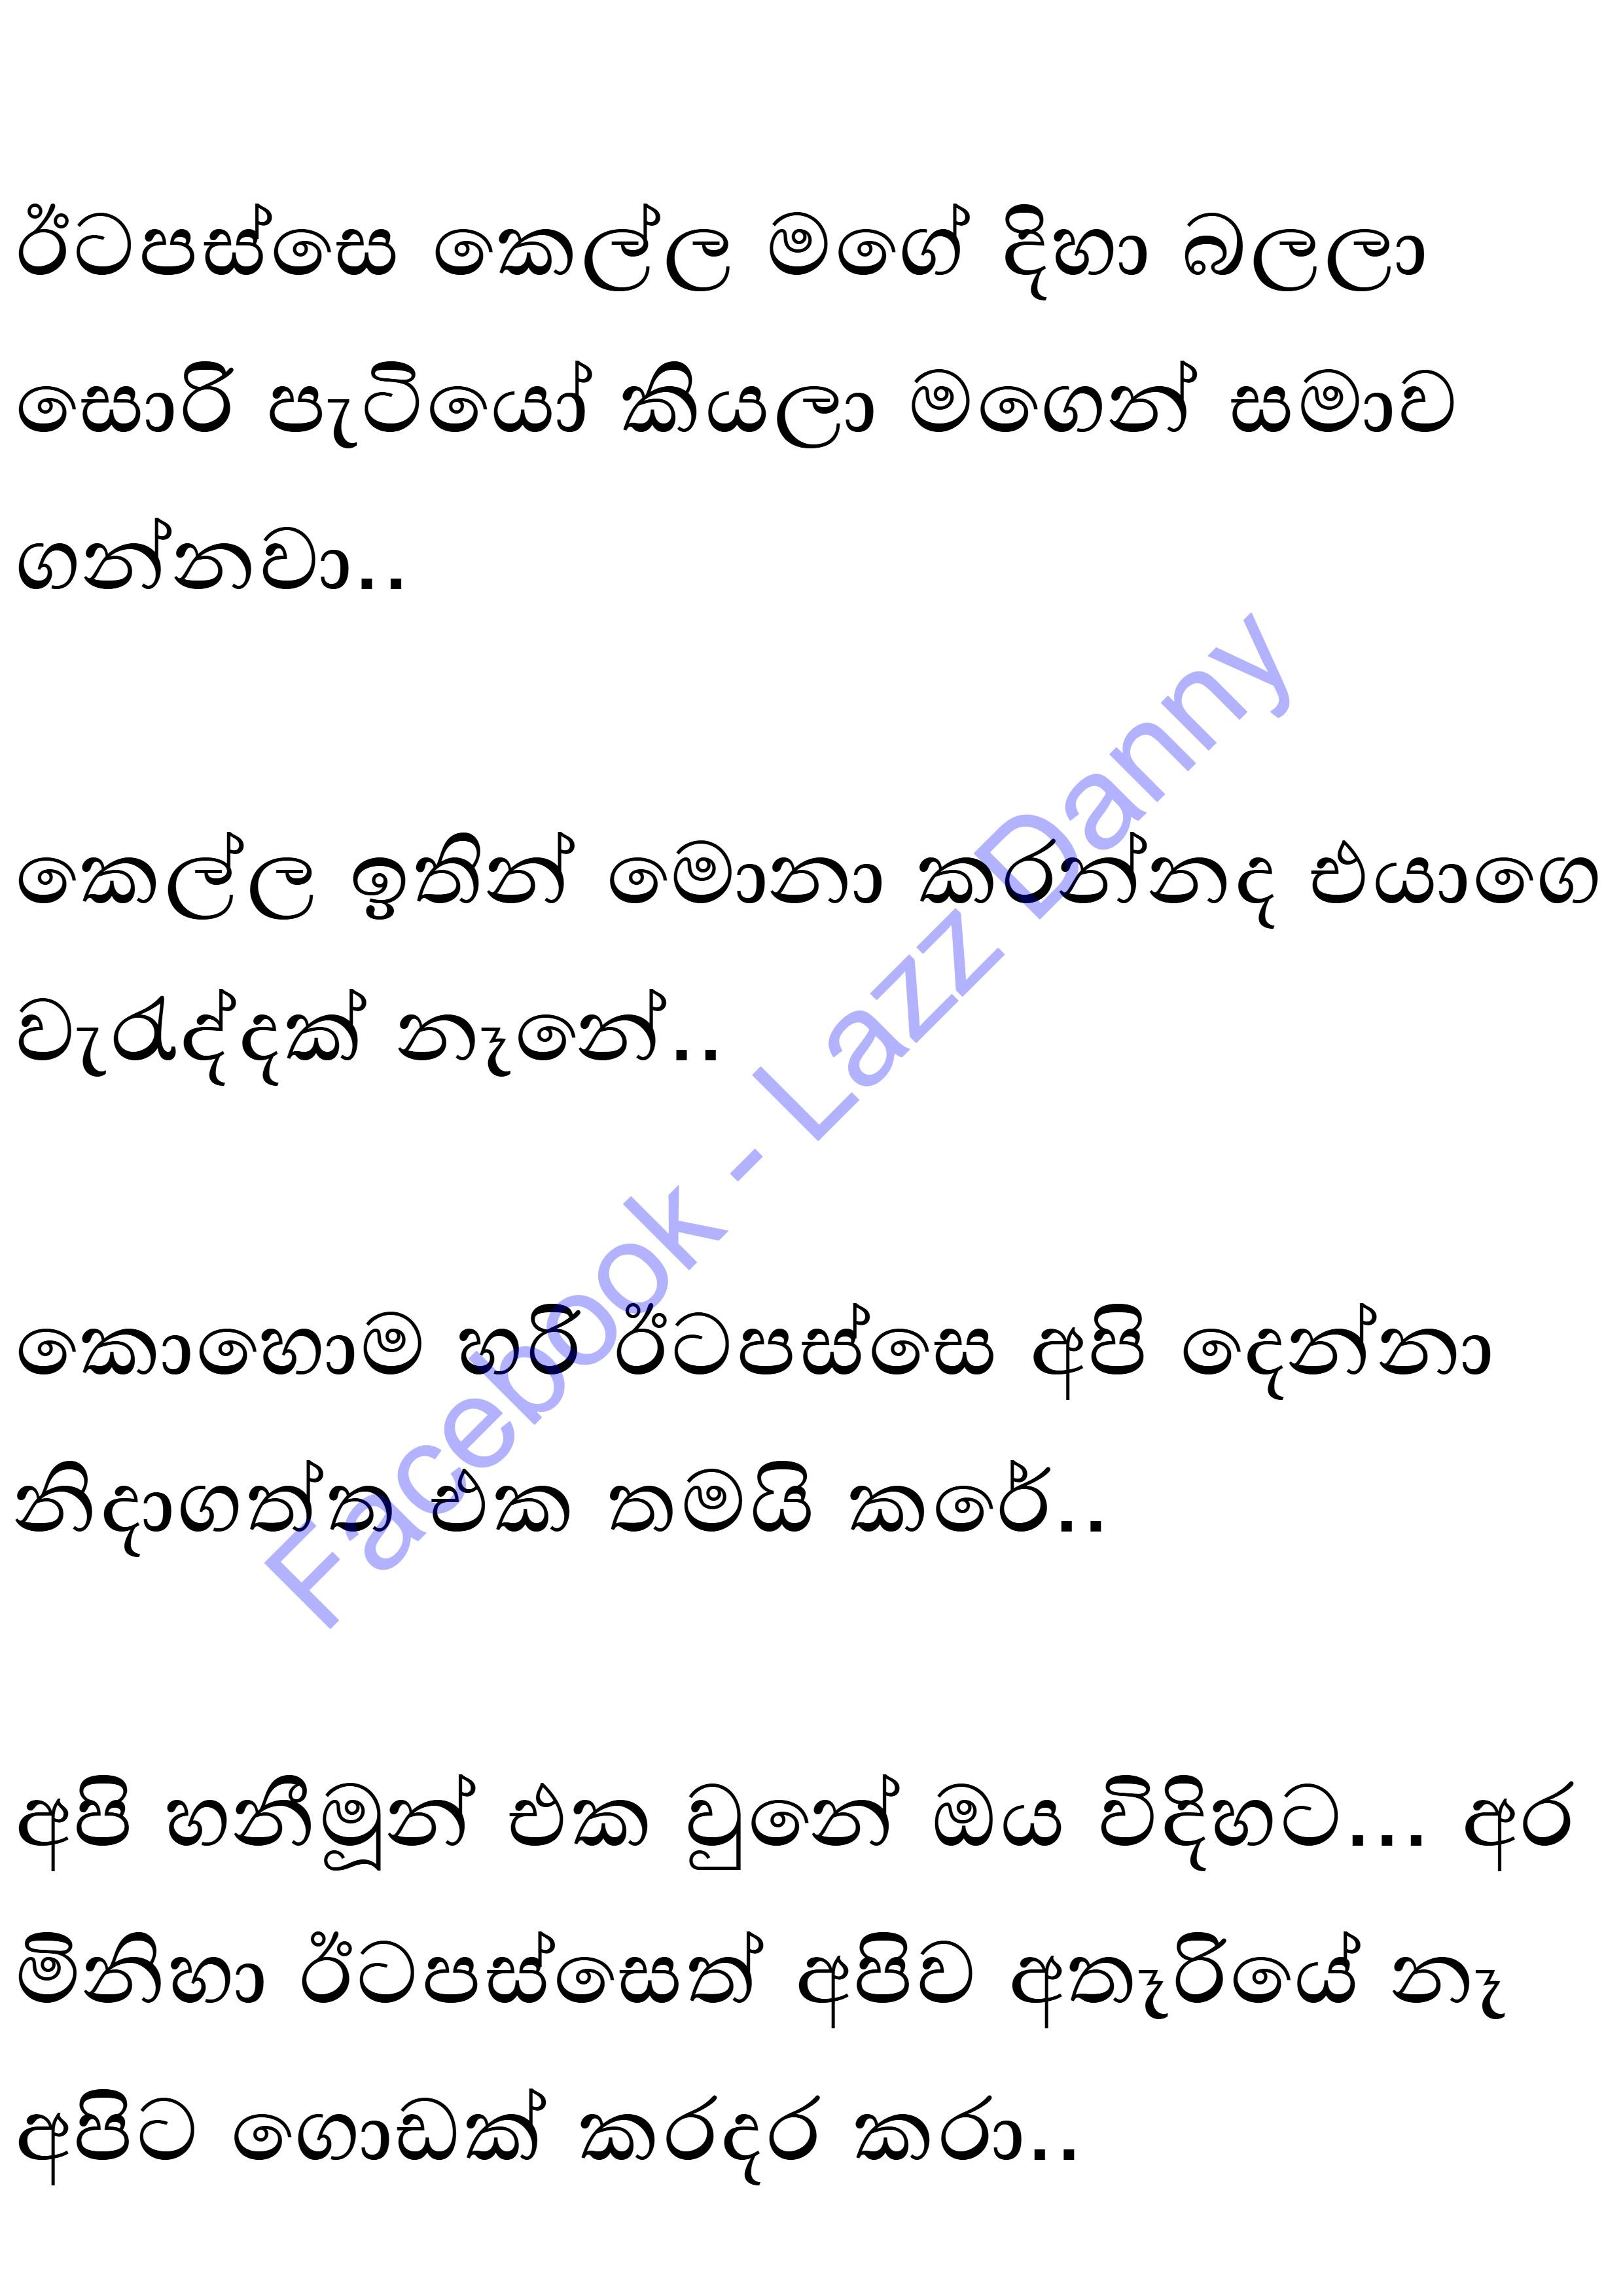 ඊටපස්සෙ කෙල්ල මගේ දිහා බලලා
සොරි පැටියෝ කියලා මගෙන් සමාව
ගන්නවා..
කෙල්ල ඉතින් මොනා කරන්නද එයාගෙ
වැරැද්දක් නෑනේ..
කොහොම හරි ඊටපස්සෙ අපි දෙන්නා
නිදාගත්ත එක තමයි කරේ..
අපි හනීමූන් එක වුනේ ඔය විදිහට... අර
මිනිහා ඊටපස්සෙත් අපිව අතෑරියේ නෑ
අපිට ගොඩක් කරදර කරා..
Facebook - Lazz Danny